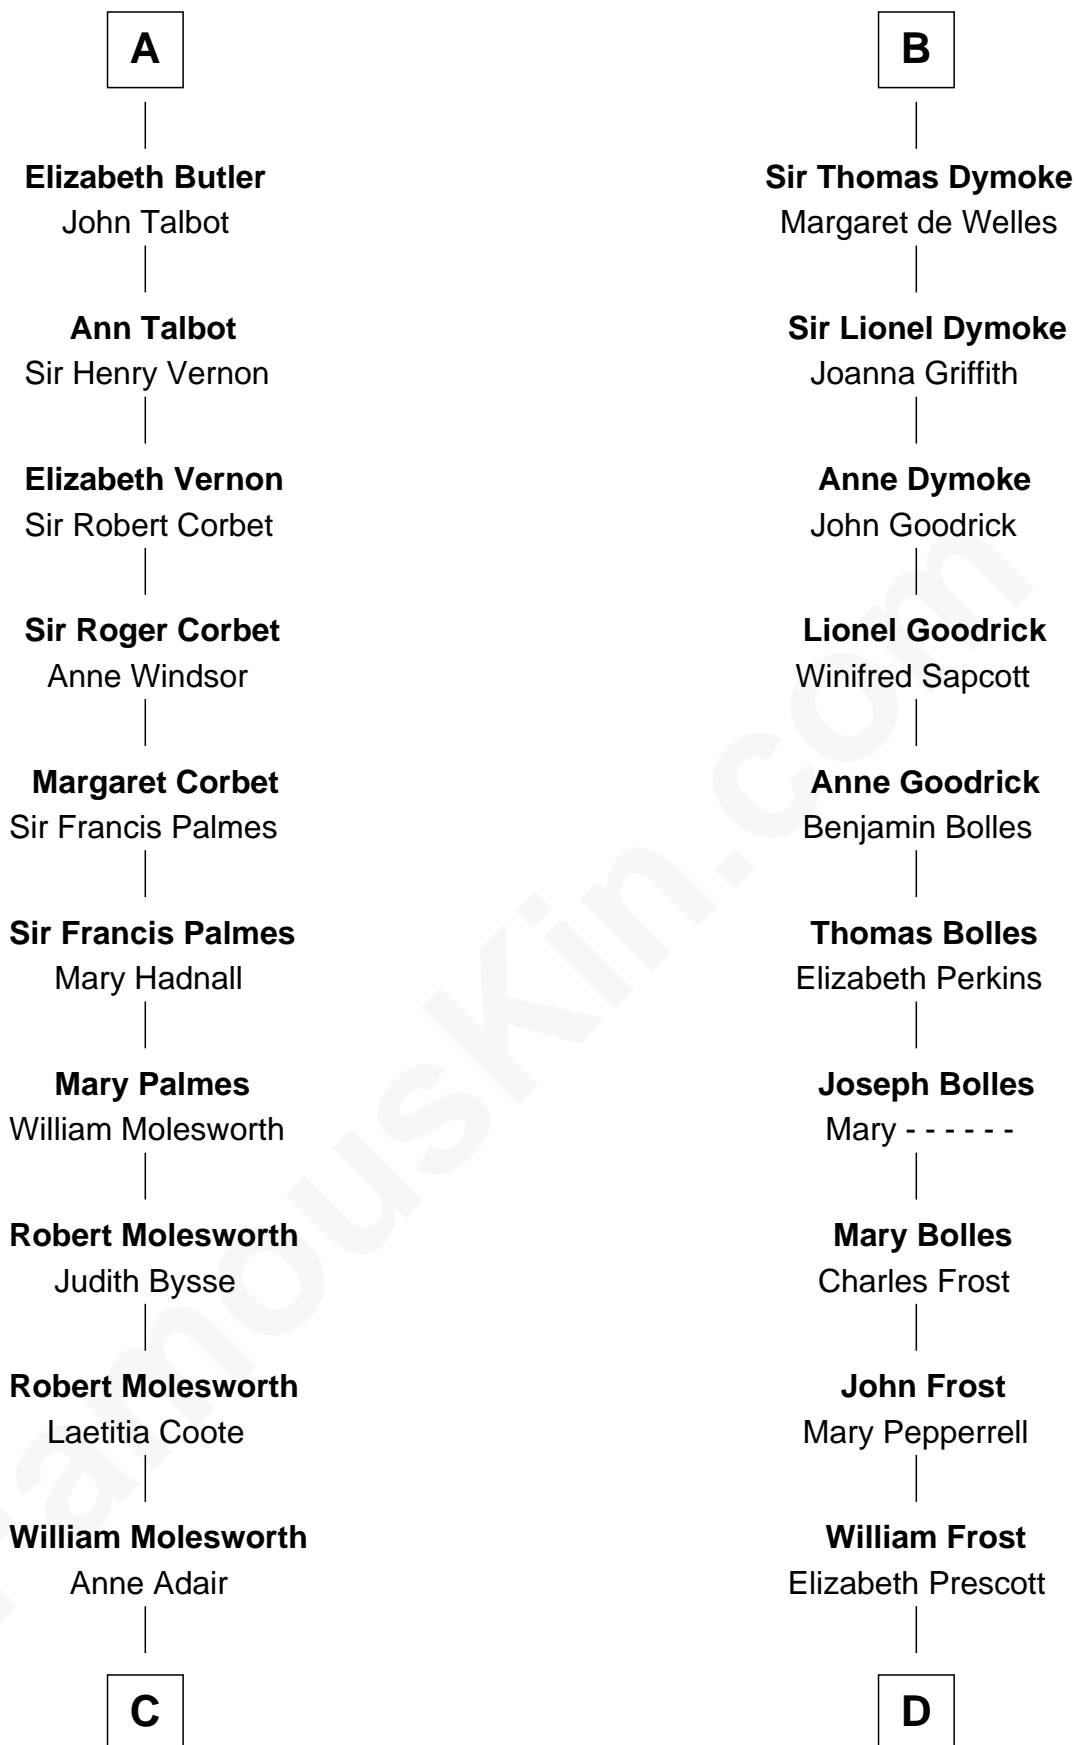 A
Elizabeth Butler
John Talbot
Ann Talbot
Sir Henry Vernon
Elizabeth Vernon
Sir Robert Corbet
Sir Roger Corbet
Anne Windsor
Margaret Corbet
Sir Francis Palmes
Sir Francis Palmes
Mary Hadnall
Mary Palmes
William Molesworth
Robert Molesworth
Judith Bysse
Robert Molesworth
Laetitia Coote
William Molesworth
Anne Adair
C
B
Sir Thomas Dymoke
Margaret de Welles
Sir Lionel Dymoke
Joanna Griffith
Anne Dymoke
John Goodrick
Lionel Goodrick
Winifred Sapcott
Anne Goodrick
Benjamin Bolles
Thomas Bolles
Elizabeth Perkins
Joseph Bolles
Mary - - - - - -
Mary Bolles
Charles Frost
John Frost
Mary Pepperrell
William Frost
Elizabeth Prescott
D
FamousKin.com